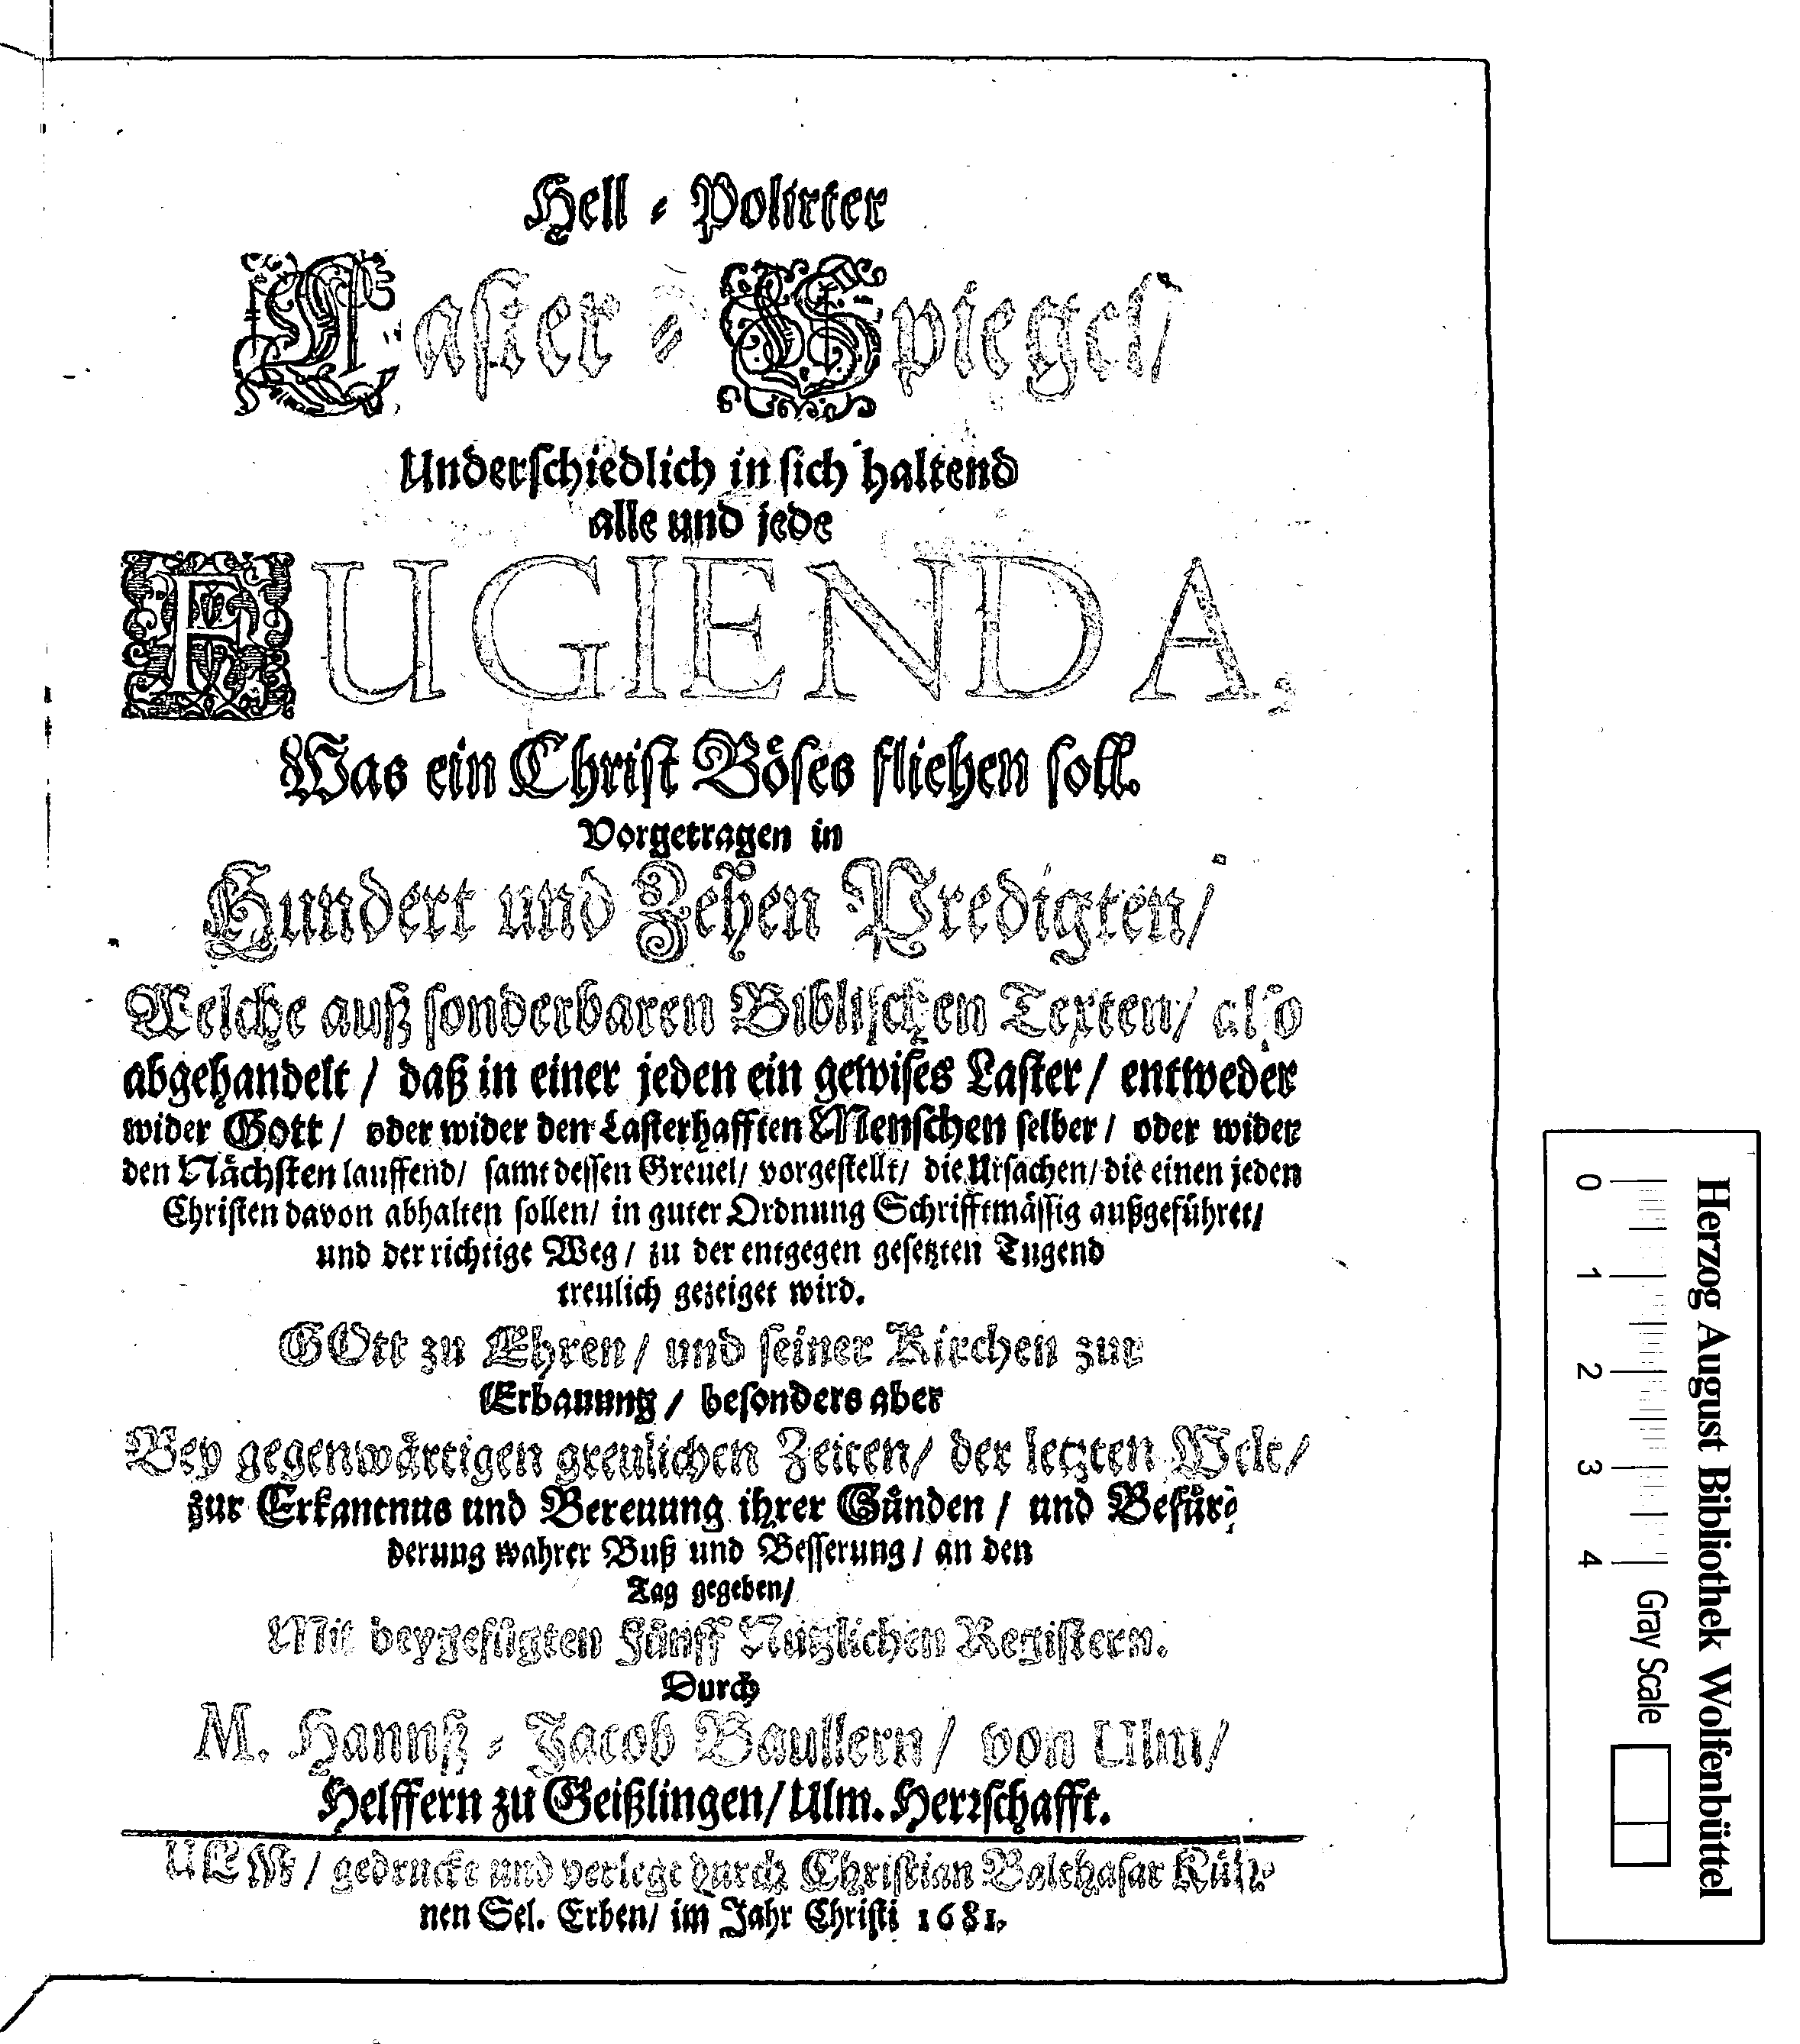 Hell - Polirter
Laster - Spiegel/
Underschiedlich in sich haltend
alle und jede
FUGIENDA,
Was ein Christ Böses fliehen soll.
Vorgetragen in
Hundert und Zehen Predigten/
Welche auß sonderbaren Biblischen Texten/ also
abgehandelt / daß in einer jeden ein gewises Laster / entweder
wider Gott / oder wider den Lasterhafften Menschen selber / oder wider
den Nächsten lauffend/ samt dessen Greuel/ vorgestellt/ die Ursachen/ die einen jeden
Christen davon abhalten sollen/ in guter Ordnung Schrifftmässig außgeführet/
und der richtige Weg / zu der entgegen gesetzten Tugend
treulich gezeiget wird.
GOtt zu Ehren / und seiner Kirchen zur
Erbauung / besonders aber
Bey gegenwärtigen greulichen Zeiten/ der letzten Welt/
zur Erkantnus und Bereuung ihrer Sünden / und Befür-
derung wahrer Buß und Besserung / an den
Tag gegeben/
Mit beygefügten Fünff Nutzlichen Registern.
Durch
M. Hannß - Jacob Baullern / von Ulm/
Helffern zu Geißlingen/ Ulm. Herrschafft.
ULM / gedruckt und verlegt durch Christian Balthasar Küh-
nen Sel. Erben/ im Jahr Christi 1681.
Herzog August Bibliothek Wolfenbüttel
0 1 2 3 4 Gray Scale